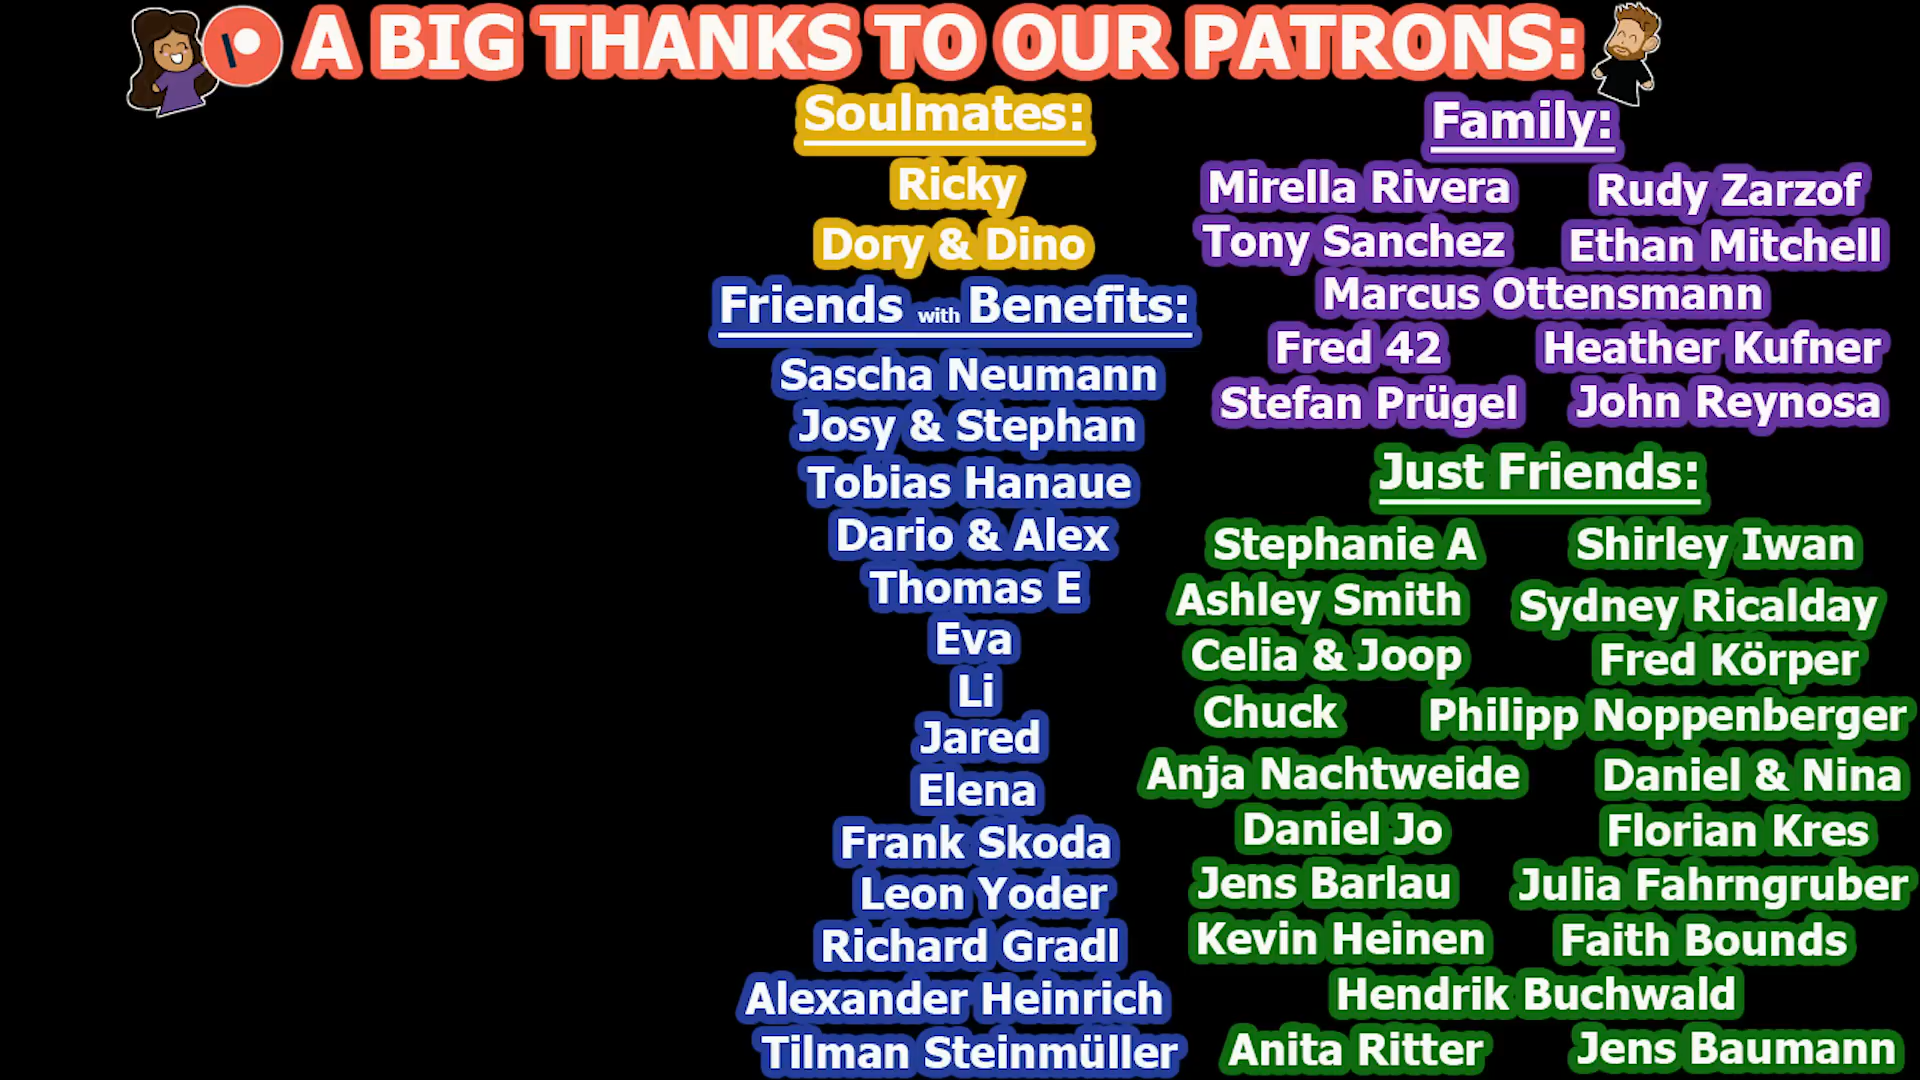 A BIG THANKS TO OUR PATRONS:
Soulmates:
Ricky
Dory & Dino
Friends with Benefits:
Sascha Neumann
Josy & Stephan
Tobias Hanaue
Dario & Alex
Thomas E
Eva
Li
Jared
Elena
Frank Skoda
Leon Yoder
Richard Gradl
Alexander Heinrich
Tilman Steinmüller
Family:
Mirella Rivera Rudy Zarzof
Tony Sanchez Ethan Mitchell
Marcus Ottensmann
Fred 42 Heather Kufner
Stefan Prügel John Reynosa
Just Friends:
Stephanie A Shirley Iwan
Ashley Smith Sydney Ricalday
Celia & Joop Fred Körper
Chuck Philipp Noppenberger
Anja Nachtweide Daniel & Nina
Daniel Jo Florian Kres
Jens Barlau Julia Fahrngruber
Kevin Heinen Faith Bounds
Hendrik Buchwald
Anita Ritter Jens Baumann